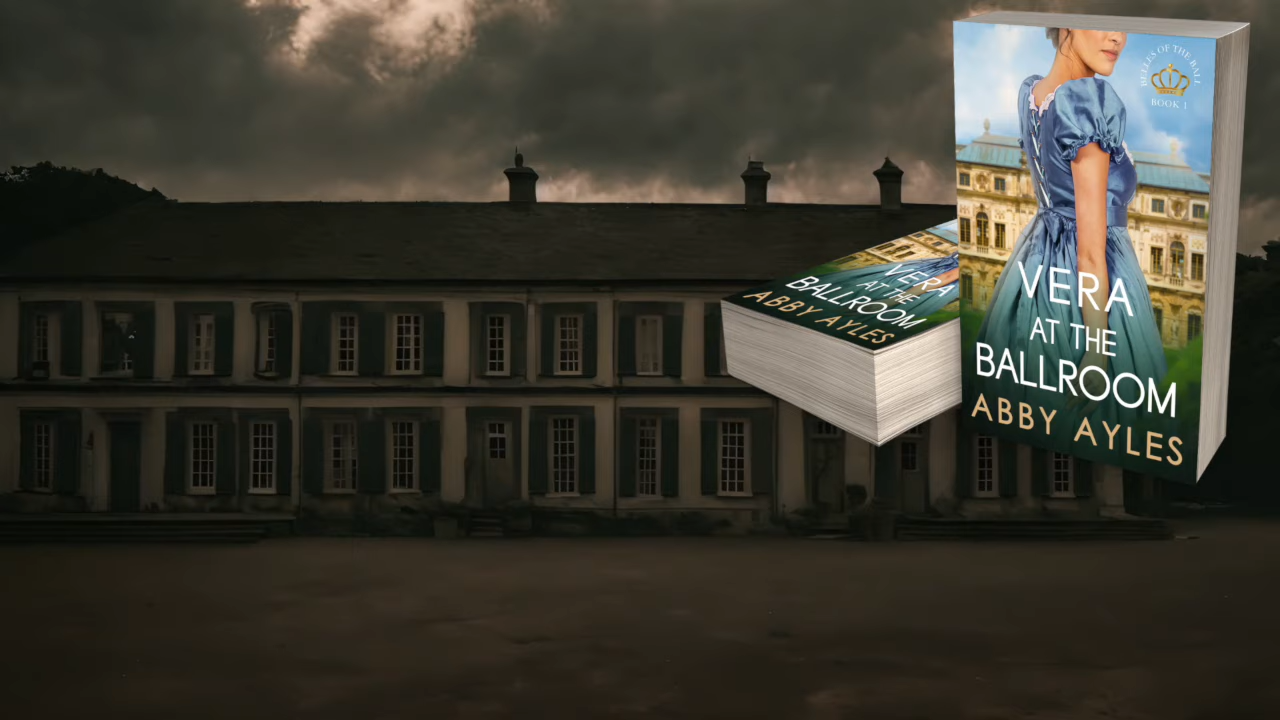 VERA
AT THE
BALLROOM
ABBY AYLES
BELLES OF THE BALL
BOOK 1
VERA
AT THE
BALLROOM
ABBY AYLES